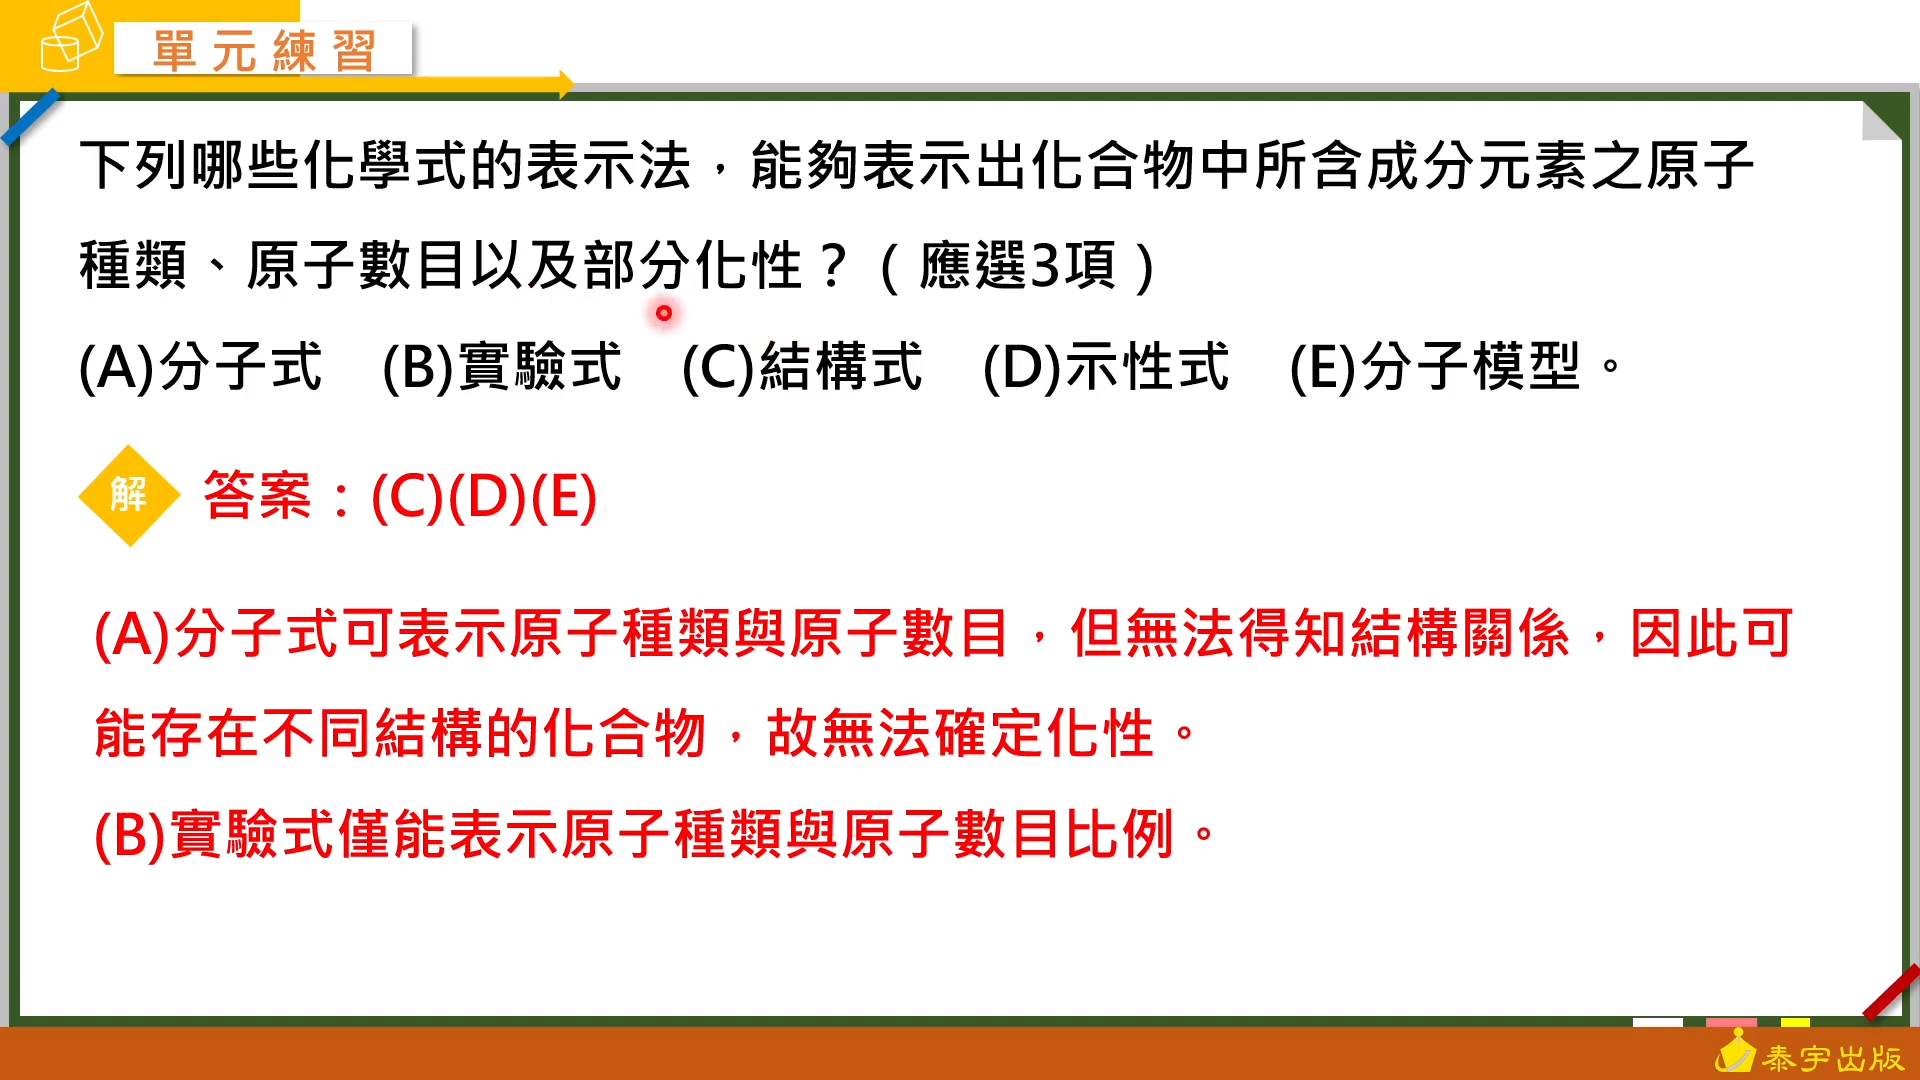 單元練習
下列哪些化學式的表示法，能夠表示出化合物中所含成分元素之原子
種類、原子數目以及部分化性？（應選3項）
(A)分子式　(B)實驗式　(C)結構式　(D)示性式　(E)分子模型。
解 答案：(C)(D)(E)
(A)分子式可表示原子種類與原子數目，但無法得知結構關係，因此可
能存在不同結構的化合物，故無法確定化性。
(B)實驗式僅能表示原子種類與原子數目比例。
泰宇出版